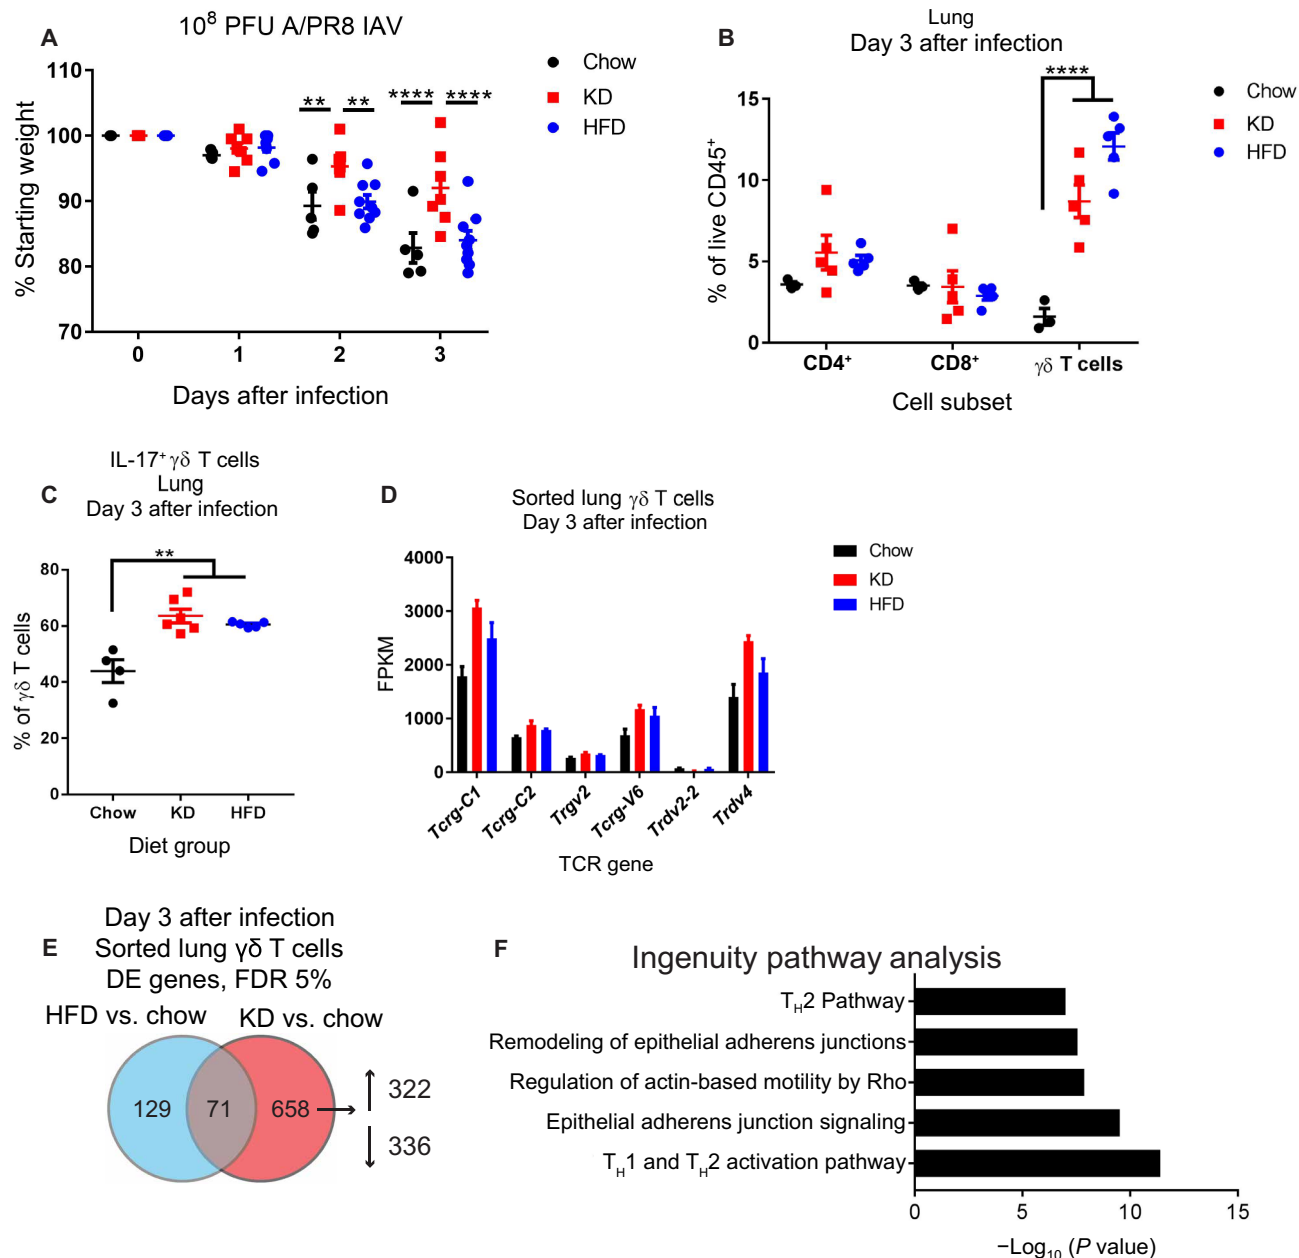 A
10⁸ PFU A/PR8 IAV
% Starting weight
110
100
90
80
70
** ** **** ****
0 1 2 3
Days after infection
Chow
KD
HFD
B
Lung
Day 3 after infection
% of live CD45⁺
15
10
5
0
****
CD4⁺ CD8⁺ γδ T cells
Cell subset
Chow
KD
HFD
C
IL-17⁺ γδ T cells
Lung
Day 3 after infection
% of γδ T cells
80
60
40
20
0
**
Chow KD HFD
Diet group
D
Sorted lung γδ T cells
Day 3 after infection
FPKM
4000
3000
2000
1000
0
Tcrg-C1 Tcrg-C2 Trgv2 Tcrg-V6 Trdv2-2 Trdv4
TCR gene
Chow
KD
HFD
E
Day 3 after infection
Sorted lung γδ T cells
DE genes, FDR 5%
HFD vs. chow KD vs. chow
129 71 658
322
336
F
Ingenuity pathway analysis
T_H2 Pathway
Remodeling of epithelial adherens junctions
Regulation of actin-based motility by Rho
Epithelial adherens junction signaling
T_H1 and T_H2 activation pathway
0 5 10 15
−Log₁₀ (P value)